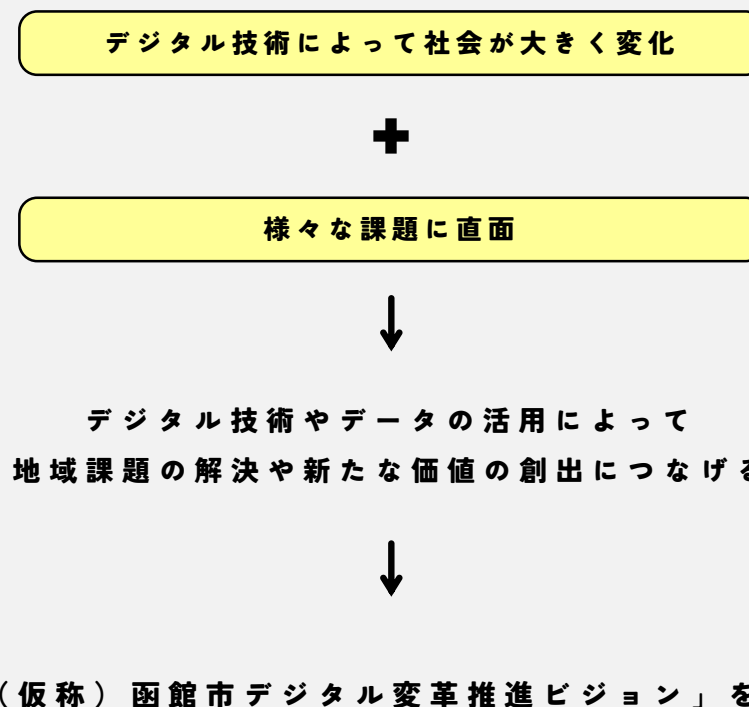 デジタル技術によって社会が大きく変化
様々な課題に直面
デジタル技術やデータの活用によって
地域課題の解決や新たな価値の創出につなげる
（仮称）函館市デジタル変革推進ビジョン」を